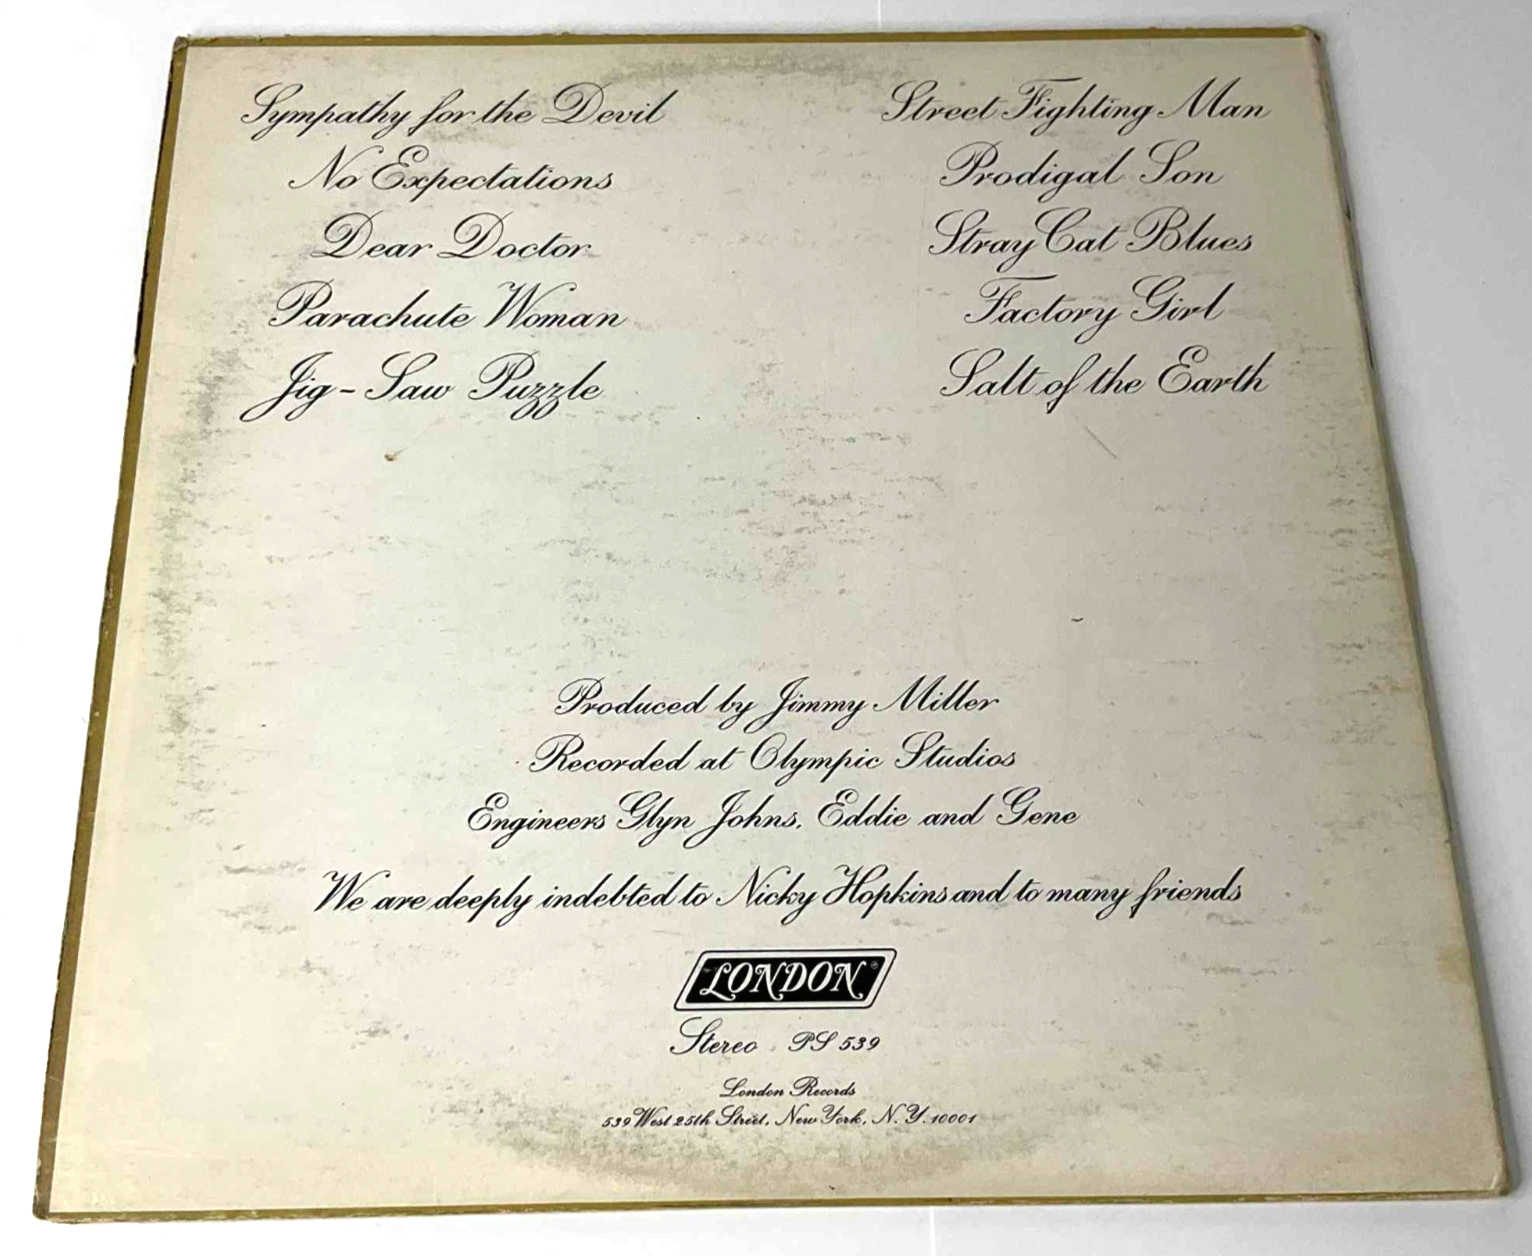 Sympathy for the Devil
No Expectations
Dear Doctor
Parachute Woman
Jig-Saw Puzzle
Street Fighting Man
Prodigal Son
Stray Cat Blues
Factory Girl
Salt of the Earth
Produced by Jimmy Miller
Recorded at Olympic Studios
Engineers Glyn Johns, Eddie and Gene
We are deeply indebted to Nicky Hopkins and to many friends
LONDON ®
Stereo PS 539
London Records
539 West 25th Street, New York, N.Y. 10001